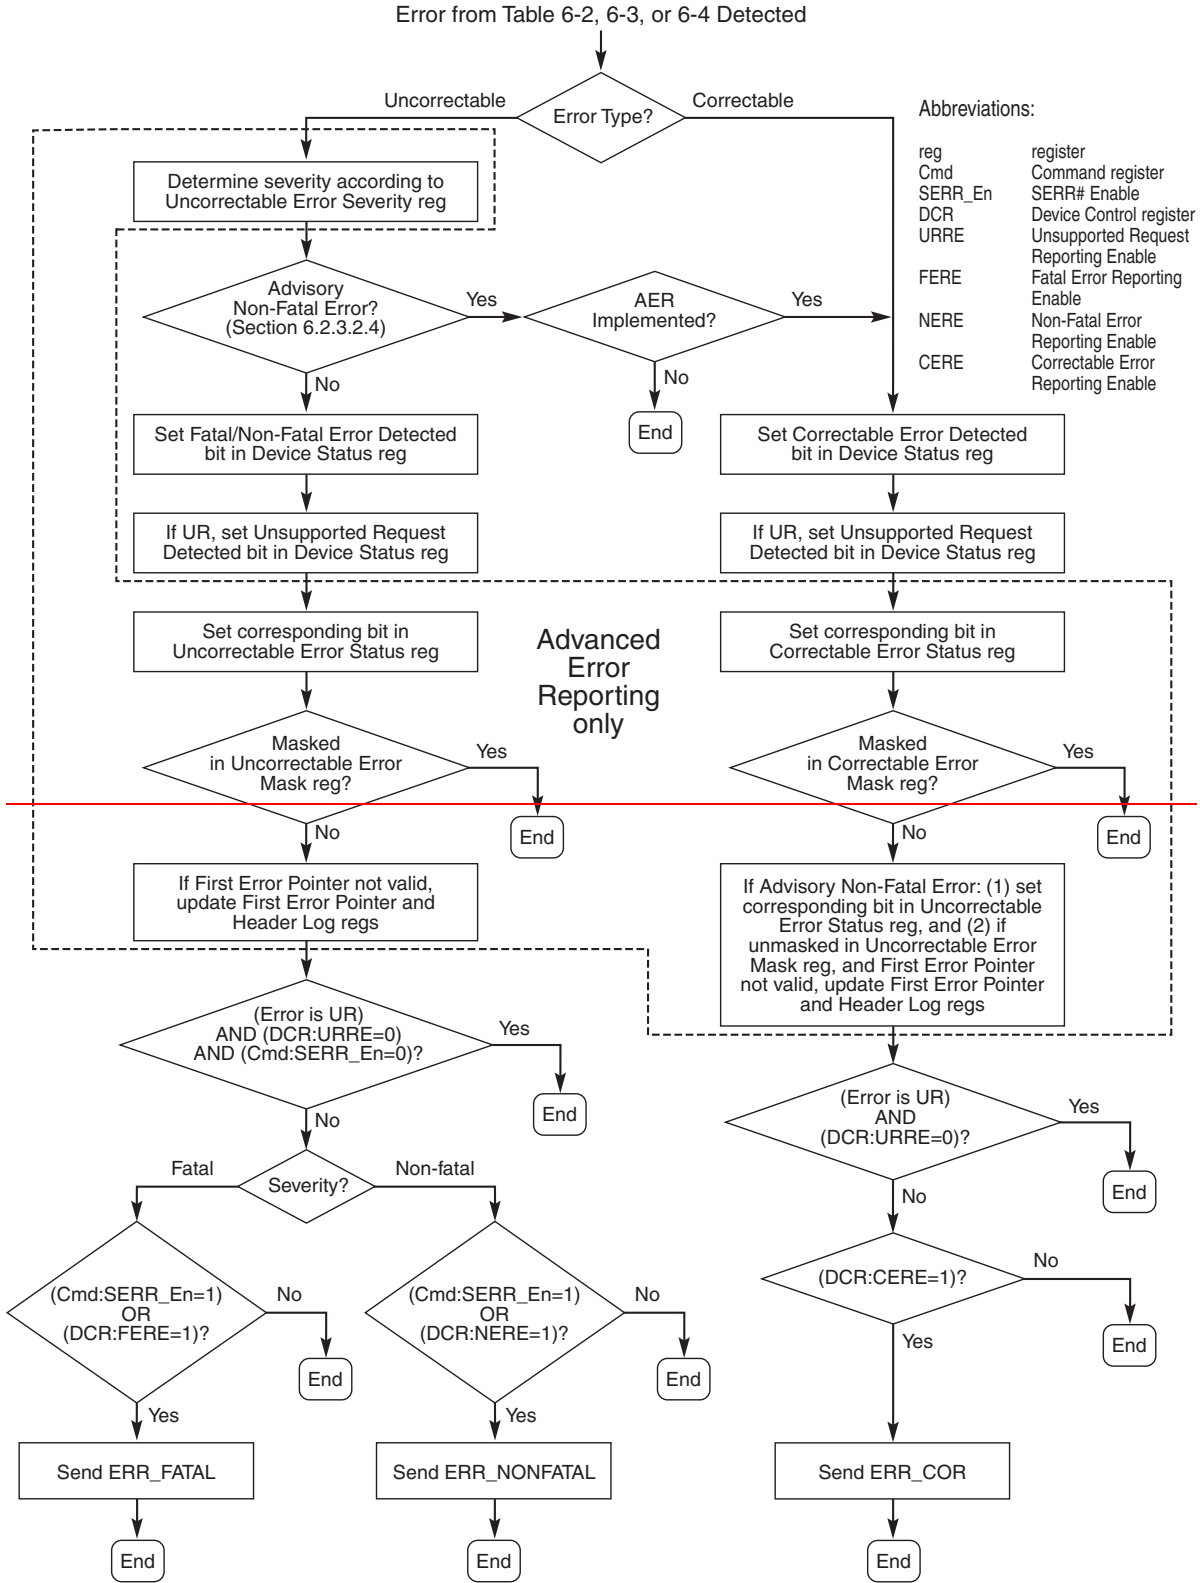 Error from Table 6-2, 6-3, or 6-4 Detected
Uncorrectable
Error Type?
Correctable
Abbreviations:
reg register
Cmd Command register
SERR_En SERR# Enable
DCR Device Control register
URRE Unsupported Request
Reporting Enable
FERE Fatal Error Reporting
Enable
NERE Non-Fatal Error
Reporting Enable
CERE Correctable Error
Reporting Enable
Determine severity according to
Uncorrectable Error Severity reg
Advisory
Non-Fatal Error?
(Section 6.2.3.2.4)
Yes
No
AER
Implemented?
Yes
No
End
Set Fatal/Non-Fatal Error Detected
bit in Device Status reg
Set Correctable Error Detected
bit in Device Status reg
If UR, set Unsupported Request
Detected bit in Device Status reg
If UR, set Unsupported Request
Detected bit in Device Status reg
Set corresponding bit in
Uncorrectable Error Status reg
Advanced
Error
Reporting
only
Set corresponding bit in
Correctable Error Status reg
Masked
in Uncorrectable Error
Mask reg?
Yes
End
No
Masked
in Correctable Error
Mask reg?
Yes
End
No
If First Error Pointer not valid,
update First Error Pointer and
Header Log regs
If Advisory Non-Fatal Error: (1) set
corresponding bit in Uncorrectable
Error Status reg, and (2) if
unmasked in Uncorrectable Error
Mask reg, and First Error Pointer
not valid, update First Error Pointer
and Header Log regs
(Error is UR)
AND (DCR:URRE=0)
AND (Cmd:SERR_En=0)?
Yes
End
No
(Error is UR)
AND
(DCR:URRE=0)?
Yes
End
No
Fatal
Severity?
Non-fatal
(Cmd:SERR_En=1)
OR
(DCR:FERE=1)?
No
End
Yes
(Cmd:SERR_En=1)
OR
(DCR:NERE=1)?
No
End
Yes
(DCR:CERE=1)?
No
End
Yes
Send ERR_FATAL
Send ERR_NONFATAL
Send ERR_COR
End
End
End